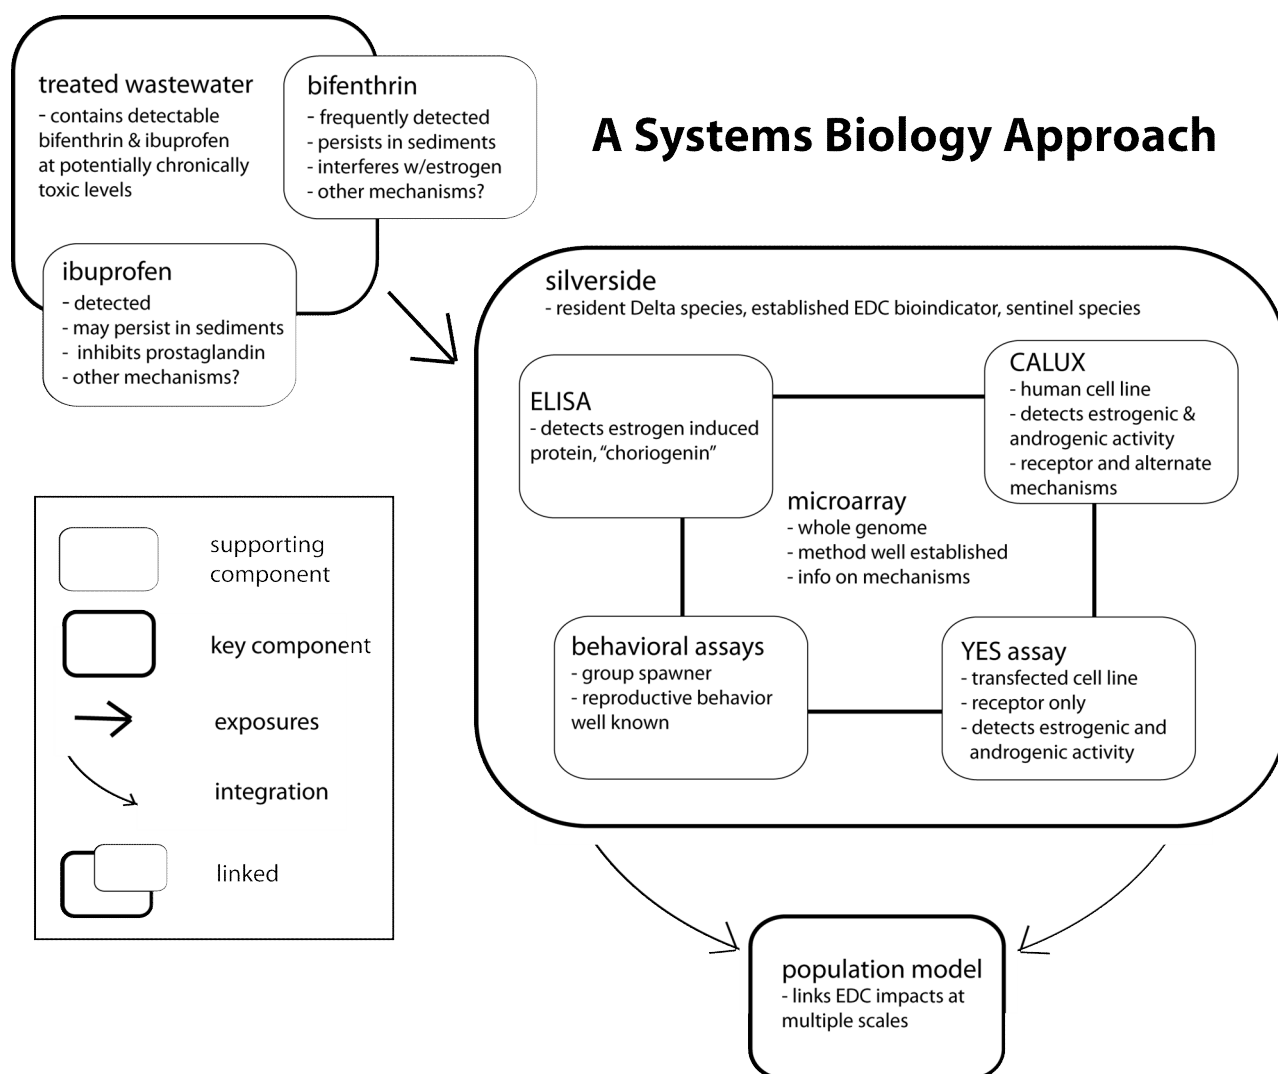 A Systems Biology Approach
treated wastewater
- contains detectable
bifenthrin & ibuprofen
at potentially chronically
toxic levels
bifenthrin
- frequently detected
- persists in sediments
- interferes w/estrogen
- other mechanisms?
ibuprofen
- detected
- may persist in sediments
- inhibits prostaglandin
- other mechanisms?
silverside
- resident Delta species, established EDC bioindicator, sentinel species
ELISA
- detects estrogen induced
protein, “choriogenin”
CALUX
- human cell line
- detects estrogenic &
androgenic activity
- receptor and alternate
mechanisms
microarray
- whole genome
- method well established
- info on mechanisms
behavioral assays
- group spawner
- reproductive behavior
well known
YES assay
- transfected cell line
- receptor only
- detects estrogenic and
androgenic activity
supporting
component
key component
exposures
integration
linked
population model
- links EDC impacts at
multiple scales